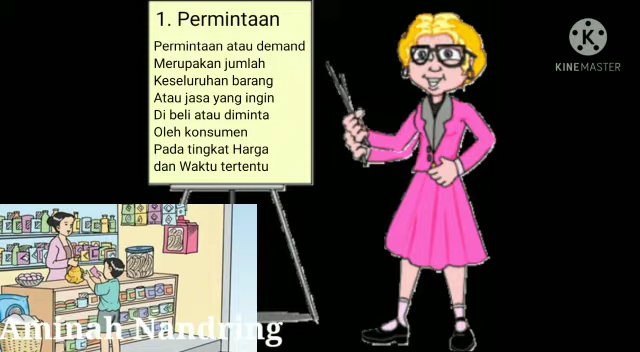 1. Permintaan
Permintaan atau demand
Merupakan jumlah
Keseluruhan barang
Atau jasa yang ingin
Di beli atau diminta
Oleh konsumen
Pada tingkat Harga
dan Waktu tertentu
KINEMASTER
Aminah Nandring